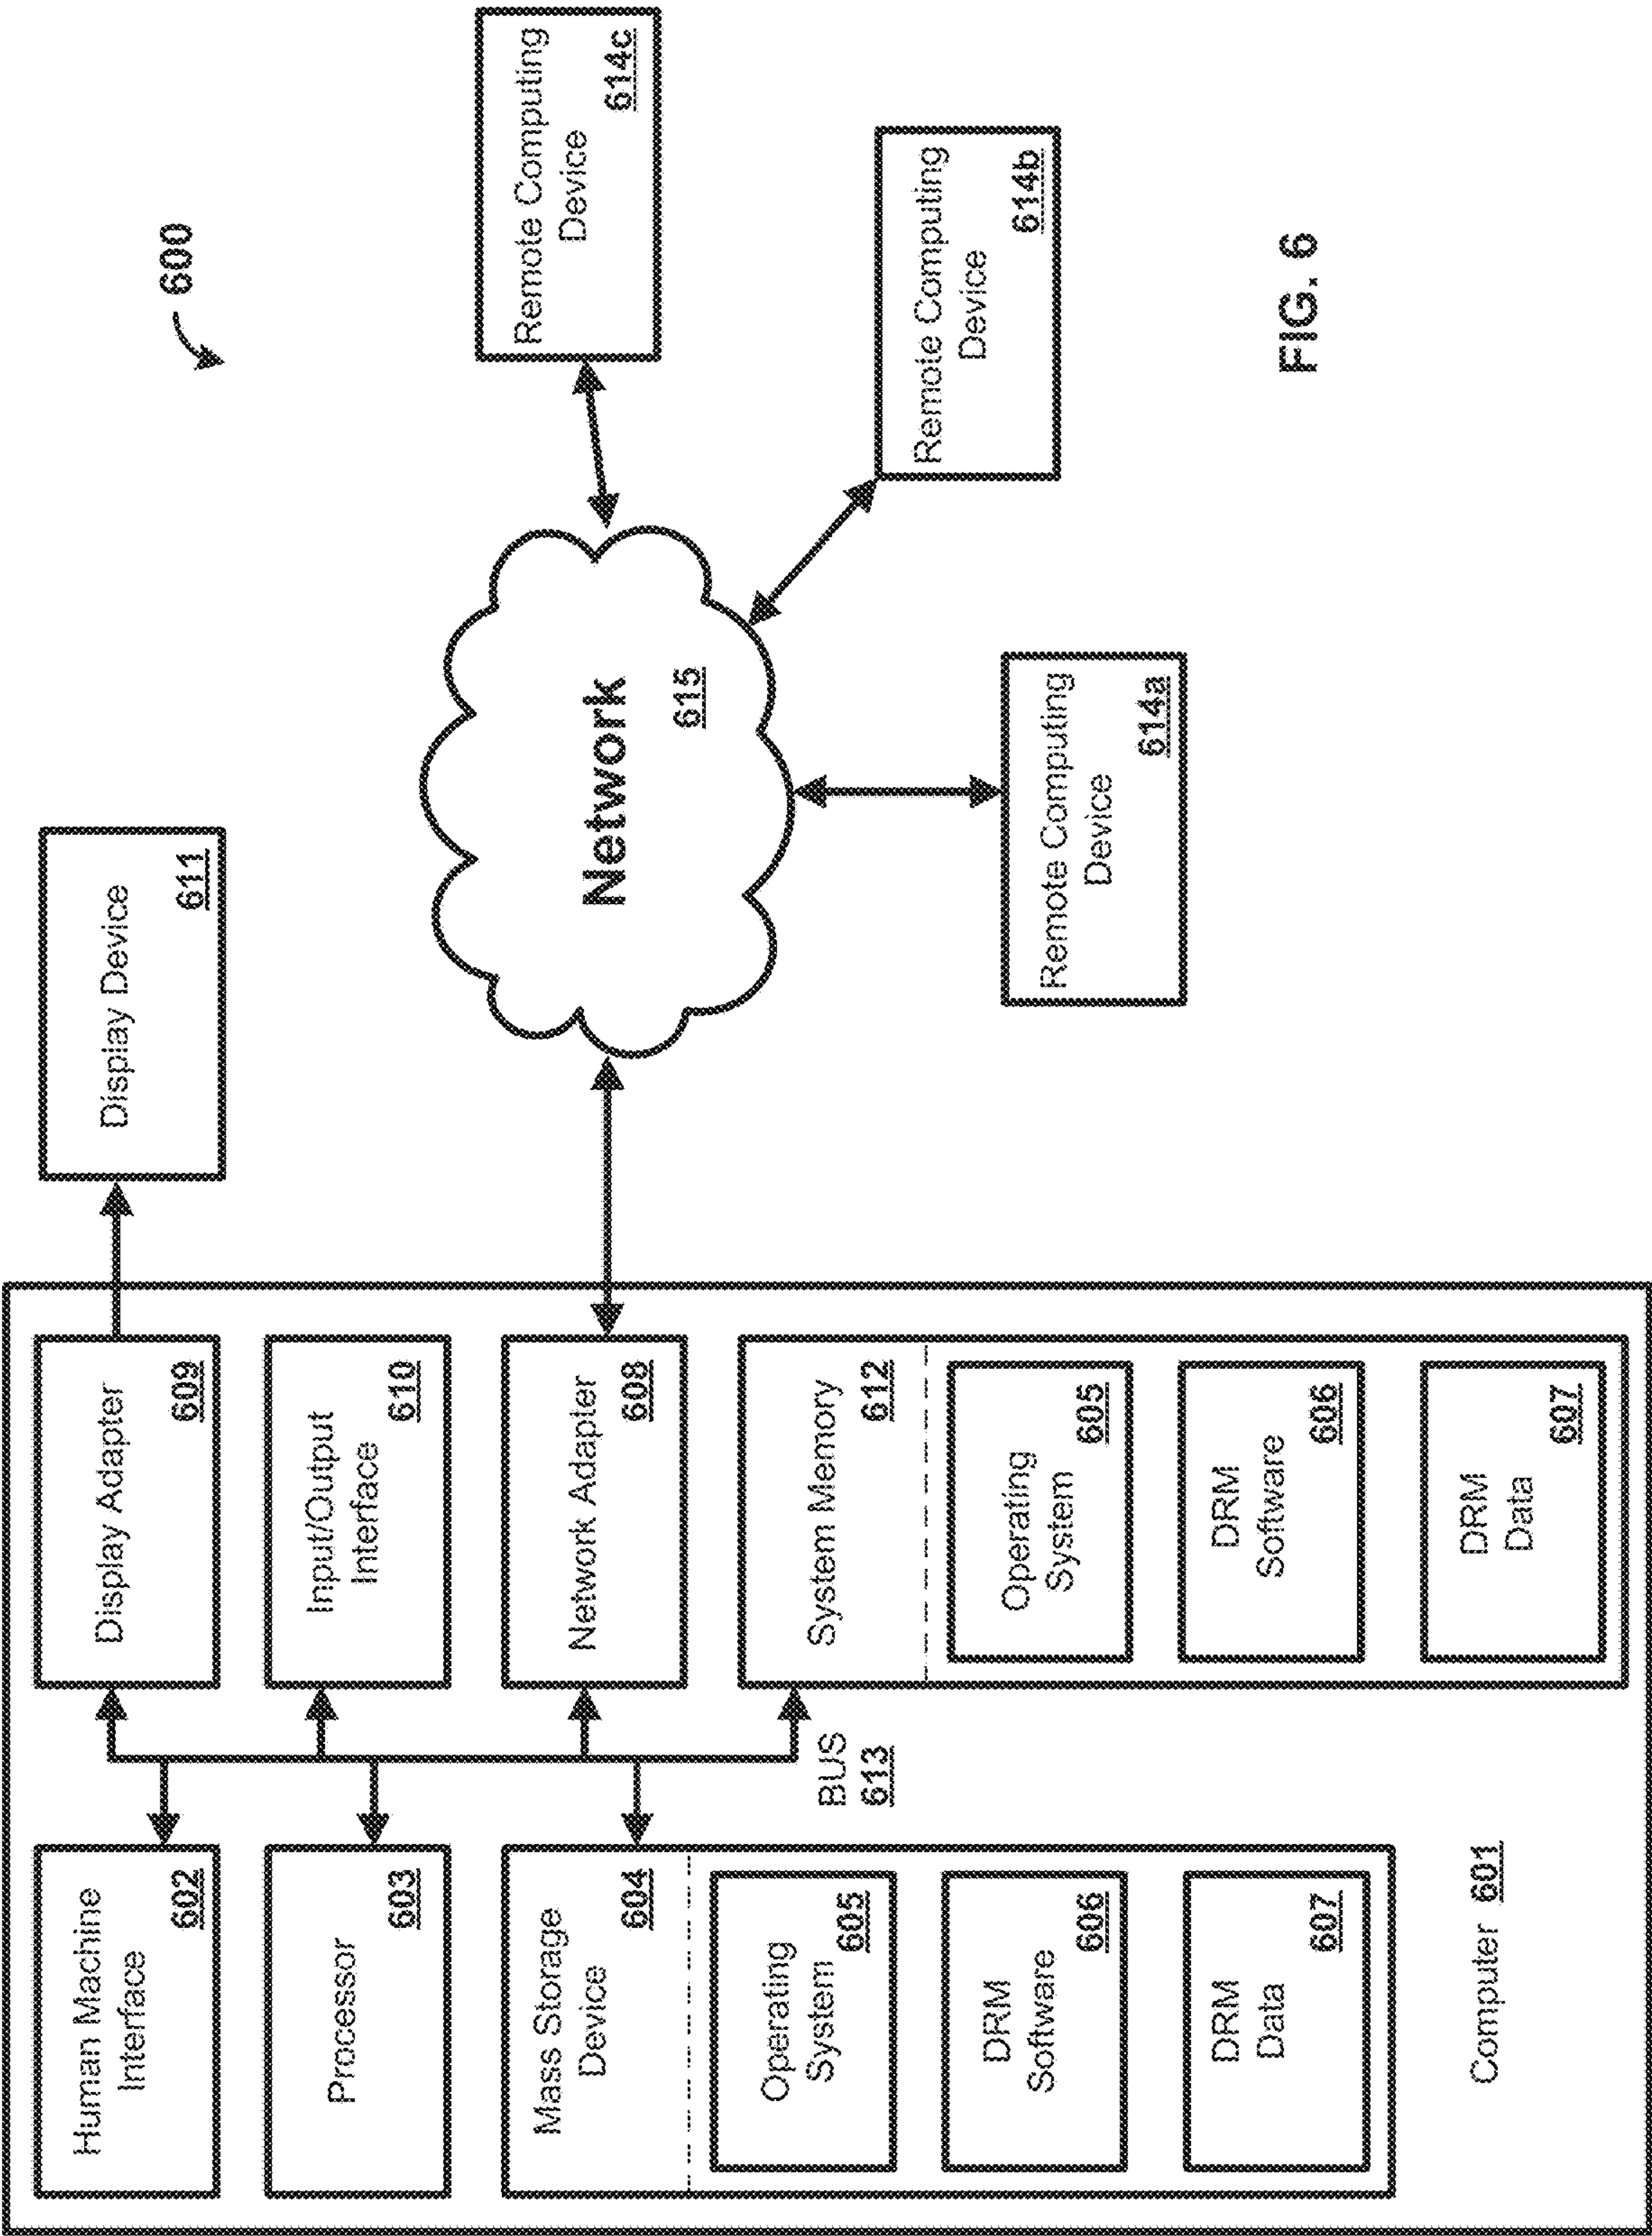 600
Human Machine
Interface
602
Processor
603
Mass Storage
Device
604
Operating
System
605
DRM
Software
606
DRM
Data
607
Computer 601
BUS
613
Display Adapter
609
Input/Output
Interface
610
Network Adapter
608
System Memory
612
Operating
System
605
DRM
Software
606
DRM
Data
607
Display Device
611
Network
615
Remote Computing
Device
614a
Remote Computing
Device
614b
Remote Computing
Device
614c
FIG. 6